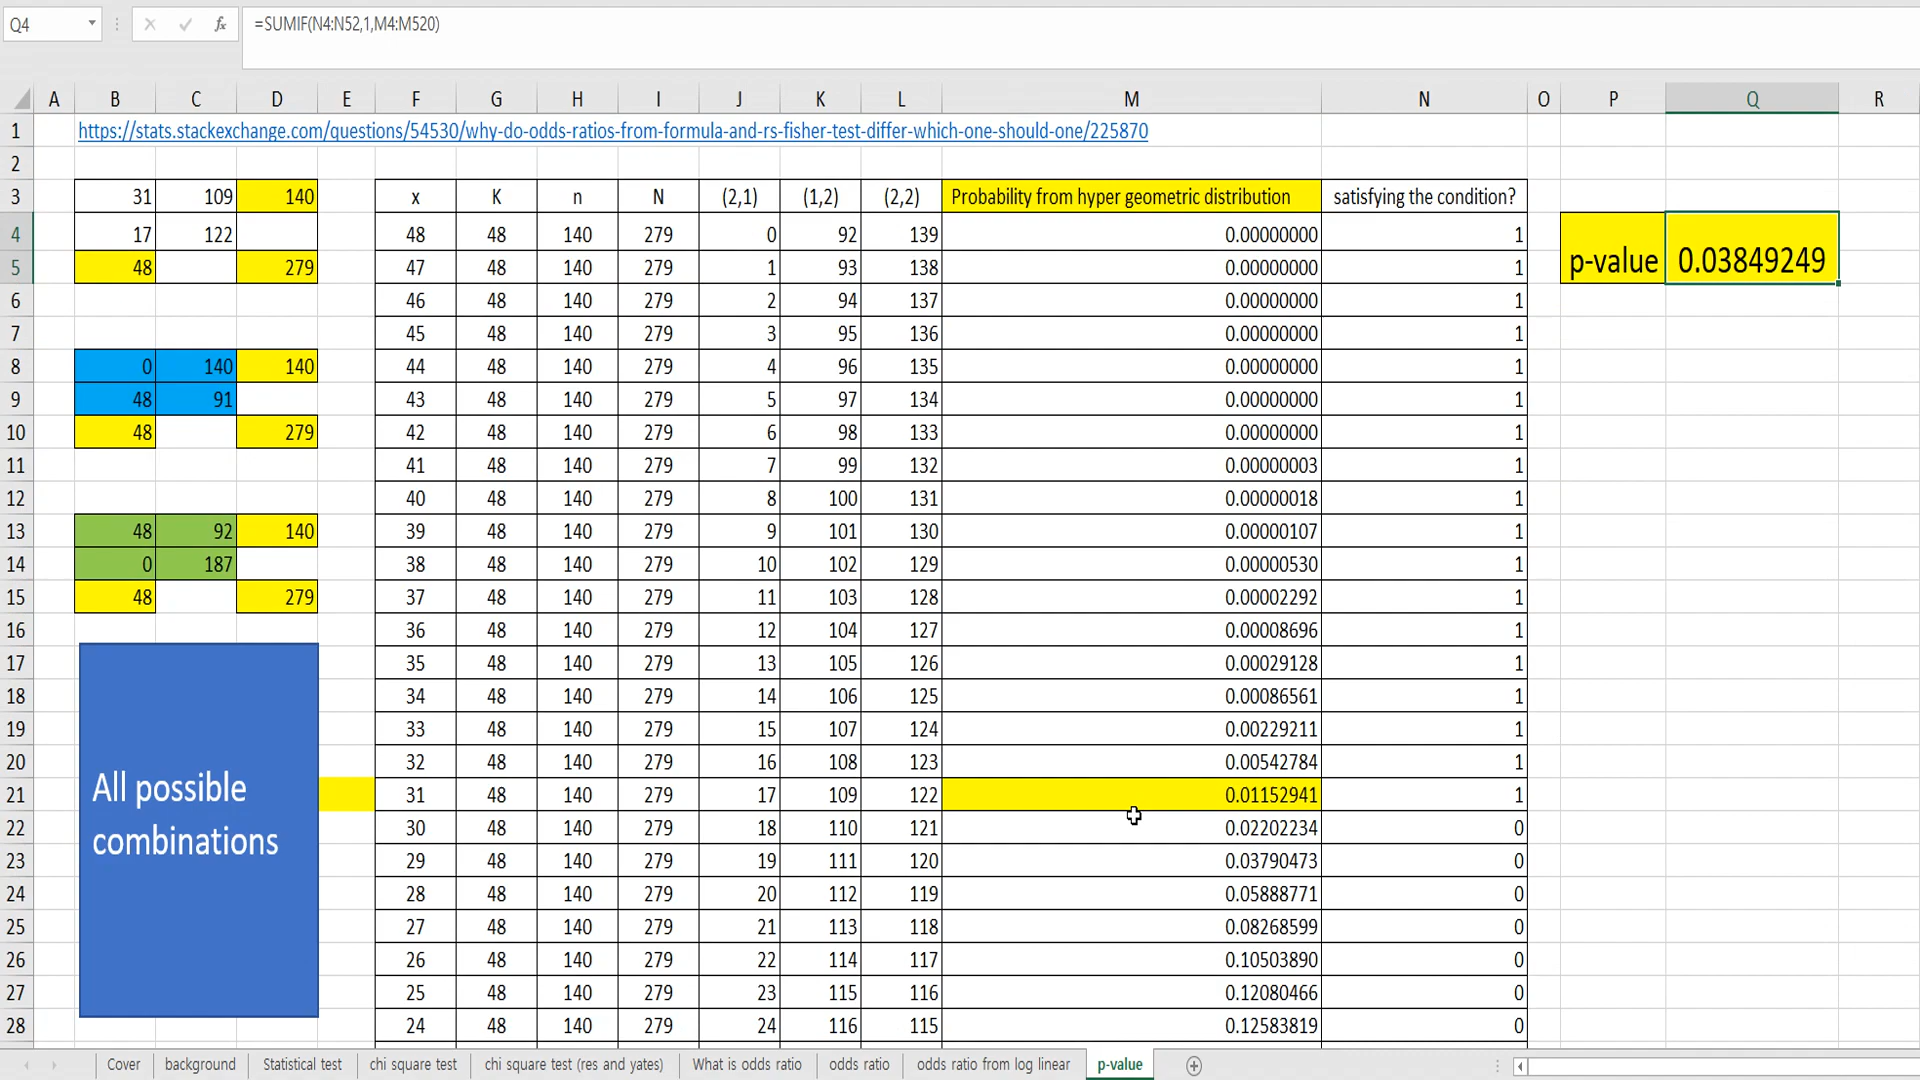 Q4
fx
=SUMIF(N4:N52,1,M4:M520)
A B C D E F G H I J K L M N O P Q R
1 https://stats.stackexchange.com/questions/54530/why-do-odds-ratios-from-formula-and-rs-fisher-test-differ-which-one-should-one/225870
2
3 31 109 140 x K n N (2,1) (1,2) (2,2) Probability from hyper geometric distribution satisfying the condition?
4 17 122 48 48 140 279 0 92 139 0.00000000 1
5 48 279 47 48 140 279 1 93 138 0.00000000 1
p-value 0.03849249
6 46 48 140 279 2 94 137 0.00000000 1
7 45 48 140 279 3 95 136 0.00000000 1
8 0 140 140 44 48 140 279 4 96 135 0.00000000 1
9 48 91 43 48 140 279 5 97 134 0.00000000 1
10 48 279 42 48 140 279 6 98 133 0.00000000 1
11 41 48 140 279 7 99 132 0.00000003 1
12 40 48 140 279 8 100 131 0.00000018 1
13 48 92 140 39 48 140 279 9 101 130 0.00000107 1
14 0 187 38 48 140 279 10 102 129 0.00000530 1
15 48 279 37 48 140 279 11 103 128 0.00002292 1
16 36 48 140 279 12 104 127 0.00008696 1
17 35 48 140 279 13 105 126 0.00029128 1
18 34 48 140 279 14 106 125 0.00086561 1
19 33 48 140 279 15 107 124 0.00229211 1
20 32 48 140 279 16 108 123 0.00542784 1
21 31 48 140 279 17 109 122 0.01152941 1
22 30 48 140 279 18 110 121 0.02202234 0
23 29 48 140 279 19 111 120 0.03790473 0
24 28 48 140 279 20 112 119 0.05888771 0
25 27 48 140 279 21 113 118 0.08268599 0
26 26 48 140 279 22 114 117 0.10503890 0
27 25 48 140 279 23 115 116 0.12080466 0
28 24 48 140 279 24 116 115 0.12583819 0
All possible
combinations
Cover background Statistical test chi square test chi square test (res and yates) What is odds ratio odds ratio odds ratio from log linear p-value